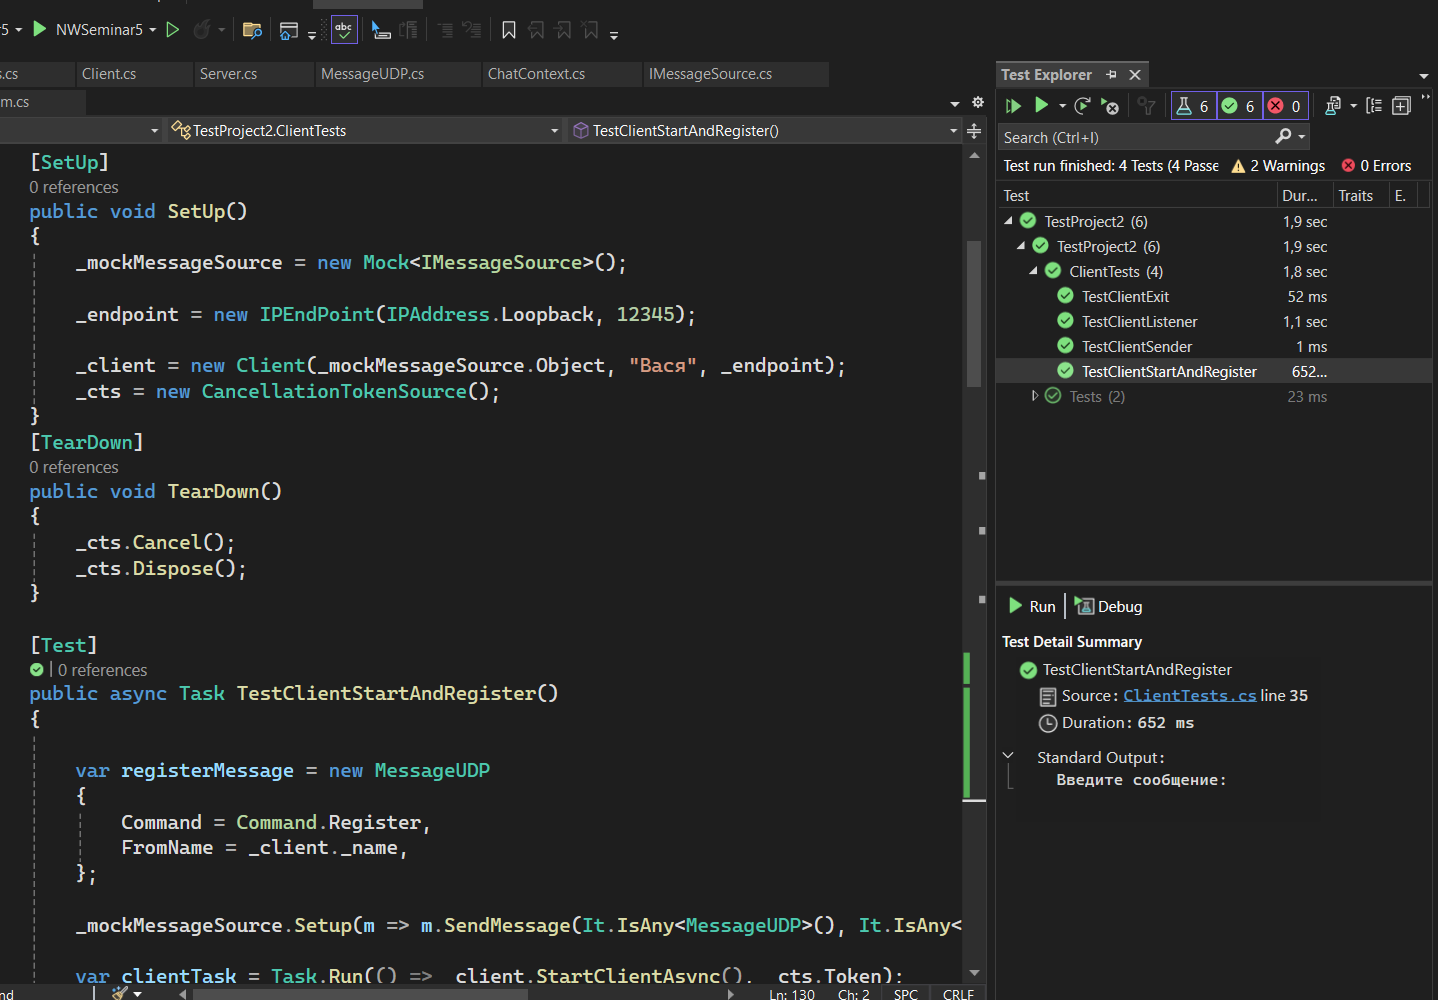 5 NWSeminar5
s.cs Client.cs Server.cs MessageUDP.cs ChatContext.cs IMessageSource.cs
m.cs
TestProject2.ClientTests TestClientStartAndRegister()
[SetUp]
0 references
public void SetUp()
{
_mockMessageSource = new Mock<IMessageSource>();
_endpoint = new IPEndPoint(IPAddress.Loopback, 12345);
_client = new Client(_mockMessageSource.Object, "Вася", _endpoint);
_cts = new CancellationTokenSource();
}
[TearDown]
0 references
public void TearDown()
{
_cts.Cancel();
_cts.Dispose();
}
[Test]
| 0 references
public async Task TestClientStartAndRegister()
{
var registerMessage = new MessageUDP
{
Command = Command.Register,
FromName = _client._name,
};
_mockMessageSource.Setup(m => m.SendMessage(It.IsAny<MessageUDP>(), It.IsAny<
var clientTask = Task.Run(() => _client.StartClientAsync(), _cts.Token);
nd Ln: 130 Ch: 2 SPC CRLF
Test Explorer
6 6 0
Search (Ctrl+I)
Test run finished: 4 Tests (4 Passe 2 Warnings 0 Errors
Test Dur... Traits E.
TestProject2 (6) 1,9 sec
TestProject2 (6) 1,9 sec
ClientTests (4) 1,8 sec
TestClientExit 52 ms
TestClientListener 1,1 sec
TestClientSender 1 ms
TestClientStartAndRegister 652...
Tests (2) 23 ms
Run Debug
Test Detail Summary
TestClientStartAndRegister
Source: ClientTests.cs line 35
Duration: 652 ms
Standard Output:
Введите сообщение: